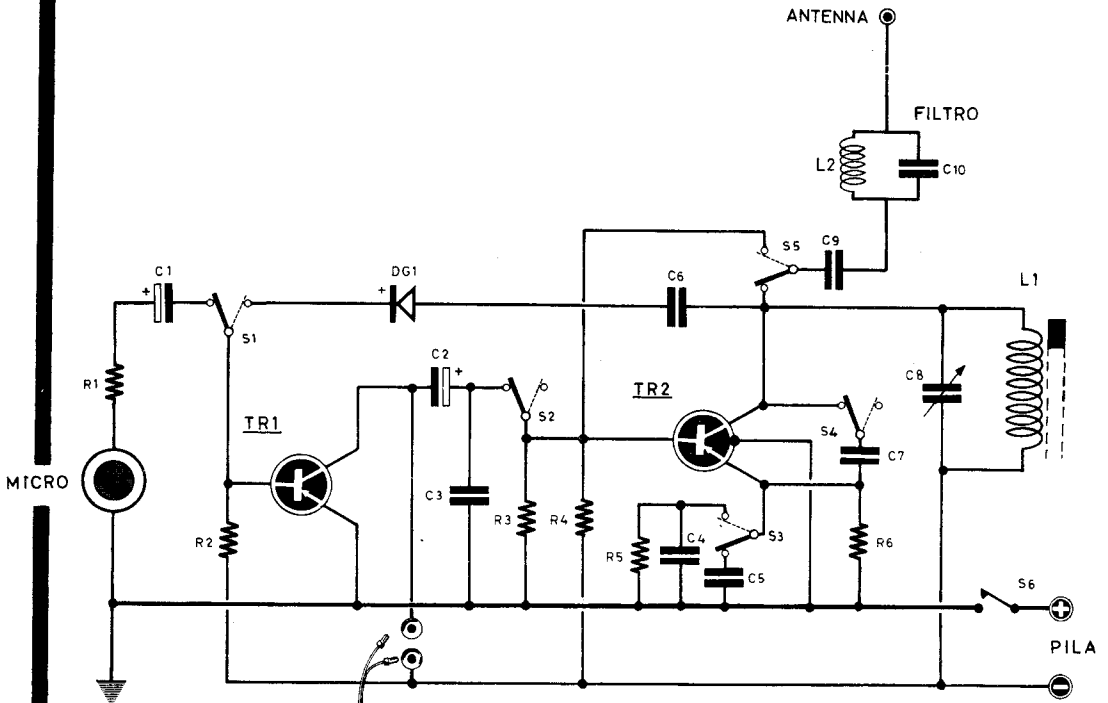 ANTENNA
FILTRO
L2
C10
S5
C9
L1
C1
+
DG1
+
C6
S1
R1
C2
+
S2
TR2
C8
S4
C7
TR1
MICRO
C3
R2
R3
R4
R5
C4
S3
C5
R6
S6
+
PILA
−